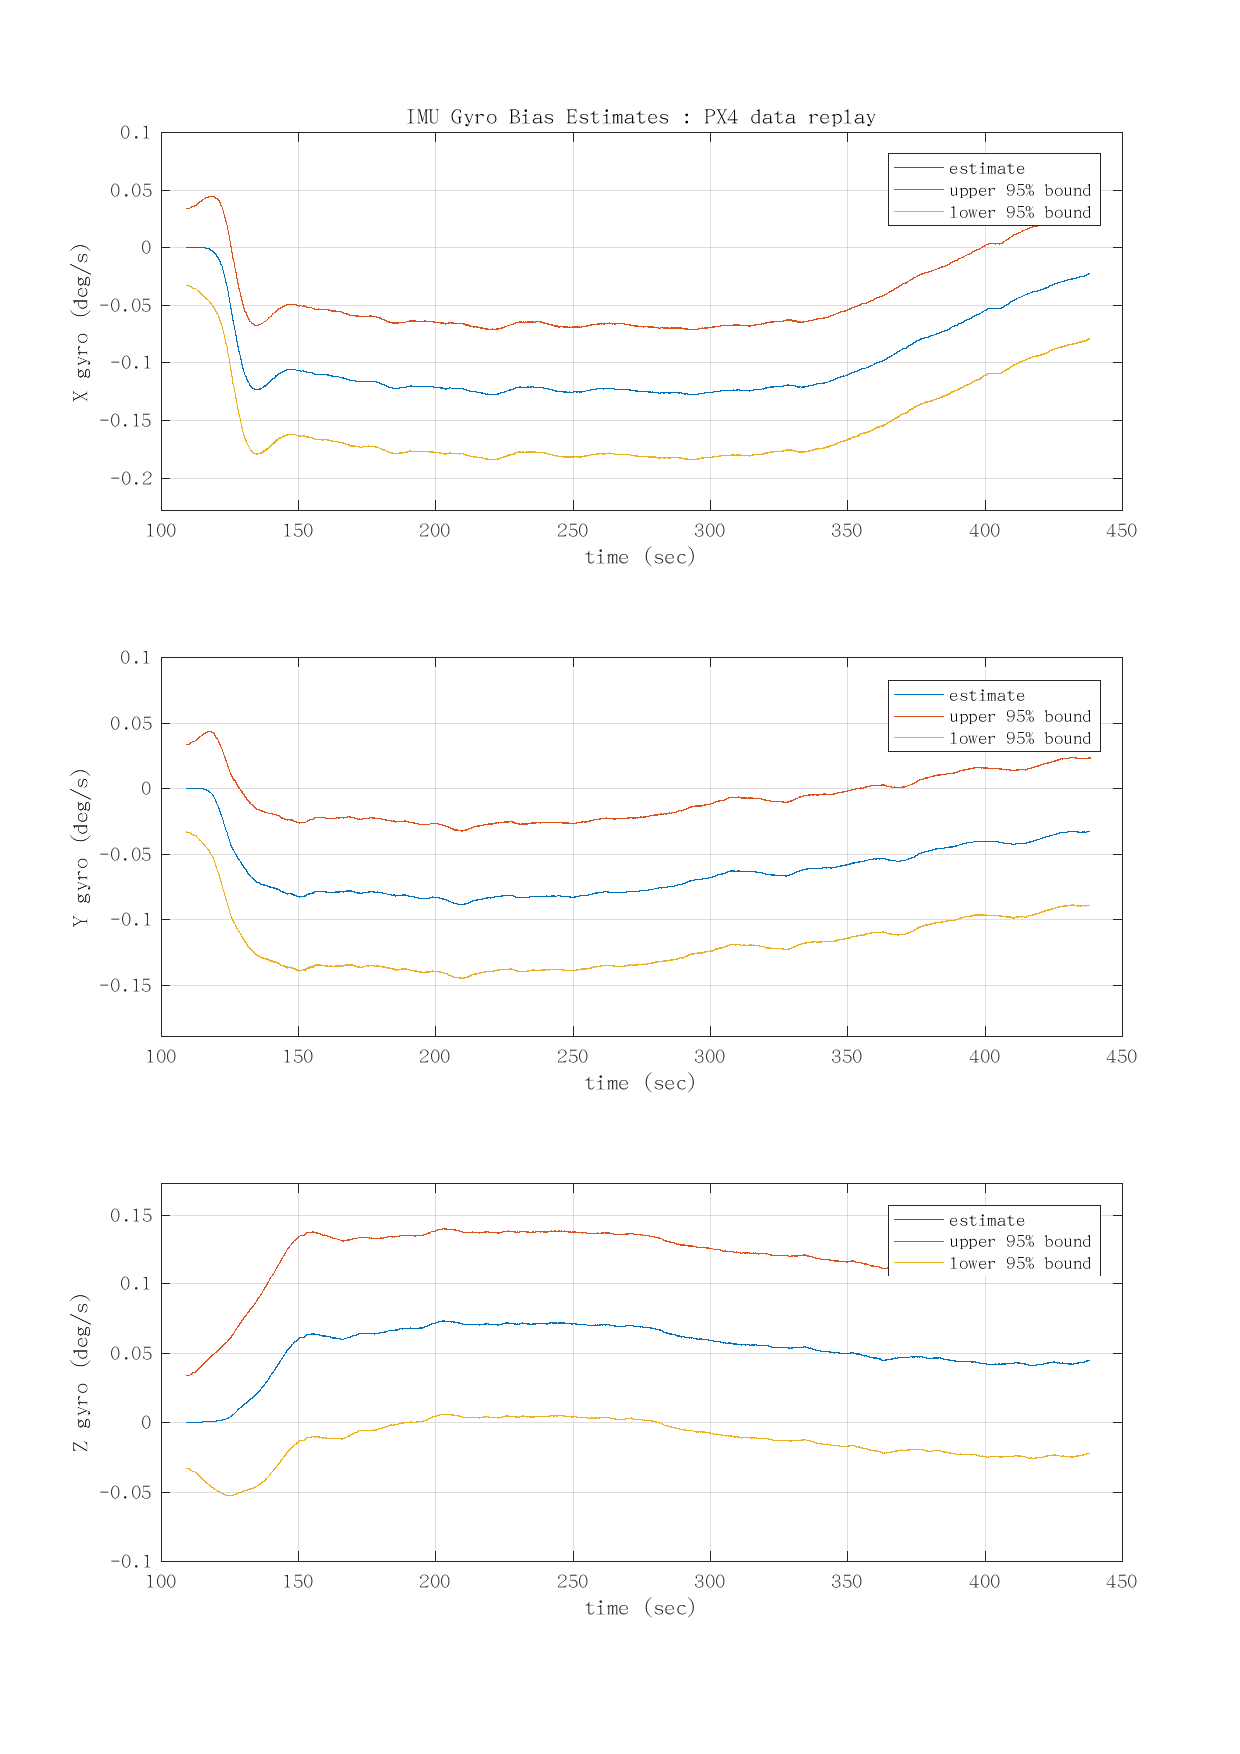 IMU Gyro Bias Estimates : PX4 data replay
0.1
0.05
0
-0.05
-0.1
-0.15
-0.2
X gyro (deg/s)
estimate
upper 95% bound
lower 95% bound
100 150 200 250 300 350 400 450
time (sec)
0.1
0.05
0
-0.05
-0.1
-0.15
Y gyro (deg/s)
estimate
upper 95% bound
lower 95% bound
100 150 200 250 300 350 400 450
time (sec)
0.15
0.1
0.05
0
-0.05
-0.1
Z gyro (deg/s)
estimate
upper 95% bound
lower 95% bound
100 150 200 250 300 350 400 450
time (sec)